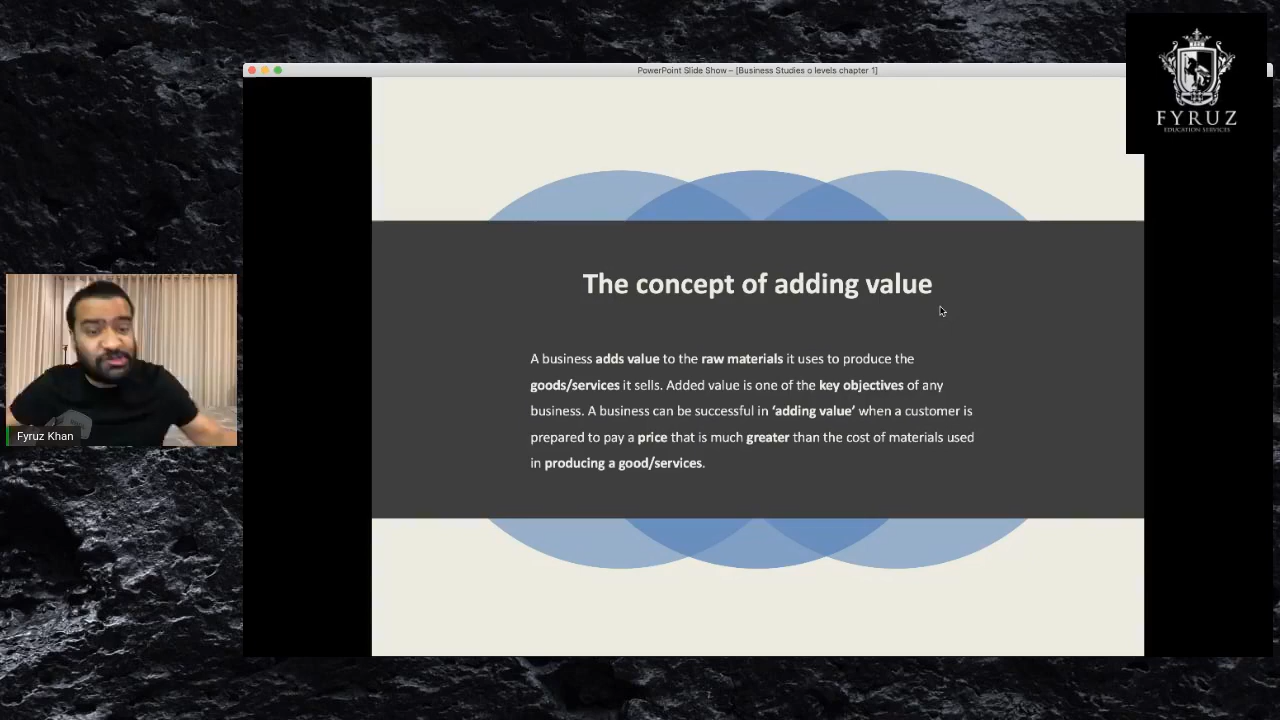 PowerPoint Slide Show – [Business Studies o levels chapter 1]
FYRUZ
EDUCATION SERVICES
The concept of adding value
A business adds value to the raw materials it uses to produce the
goods/services it sells. Added value is one of the key objectives of any
business. A business can be successful in ‘adding value’ when a customer is
prepared to pay a price that is much greater than the cost of materials used
in producing a good/services.
Fyruz Khan